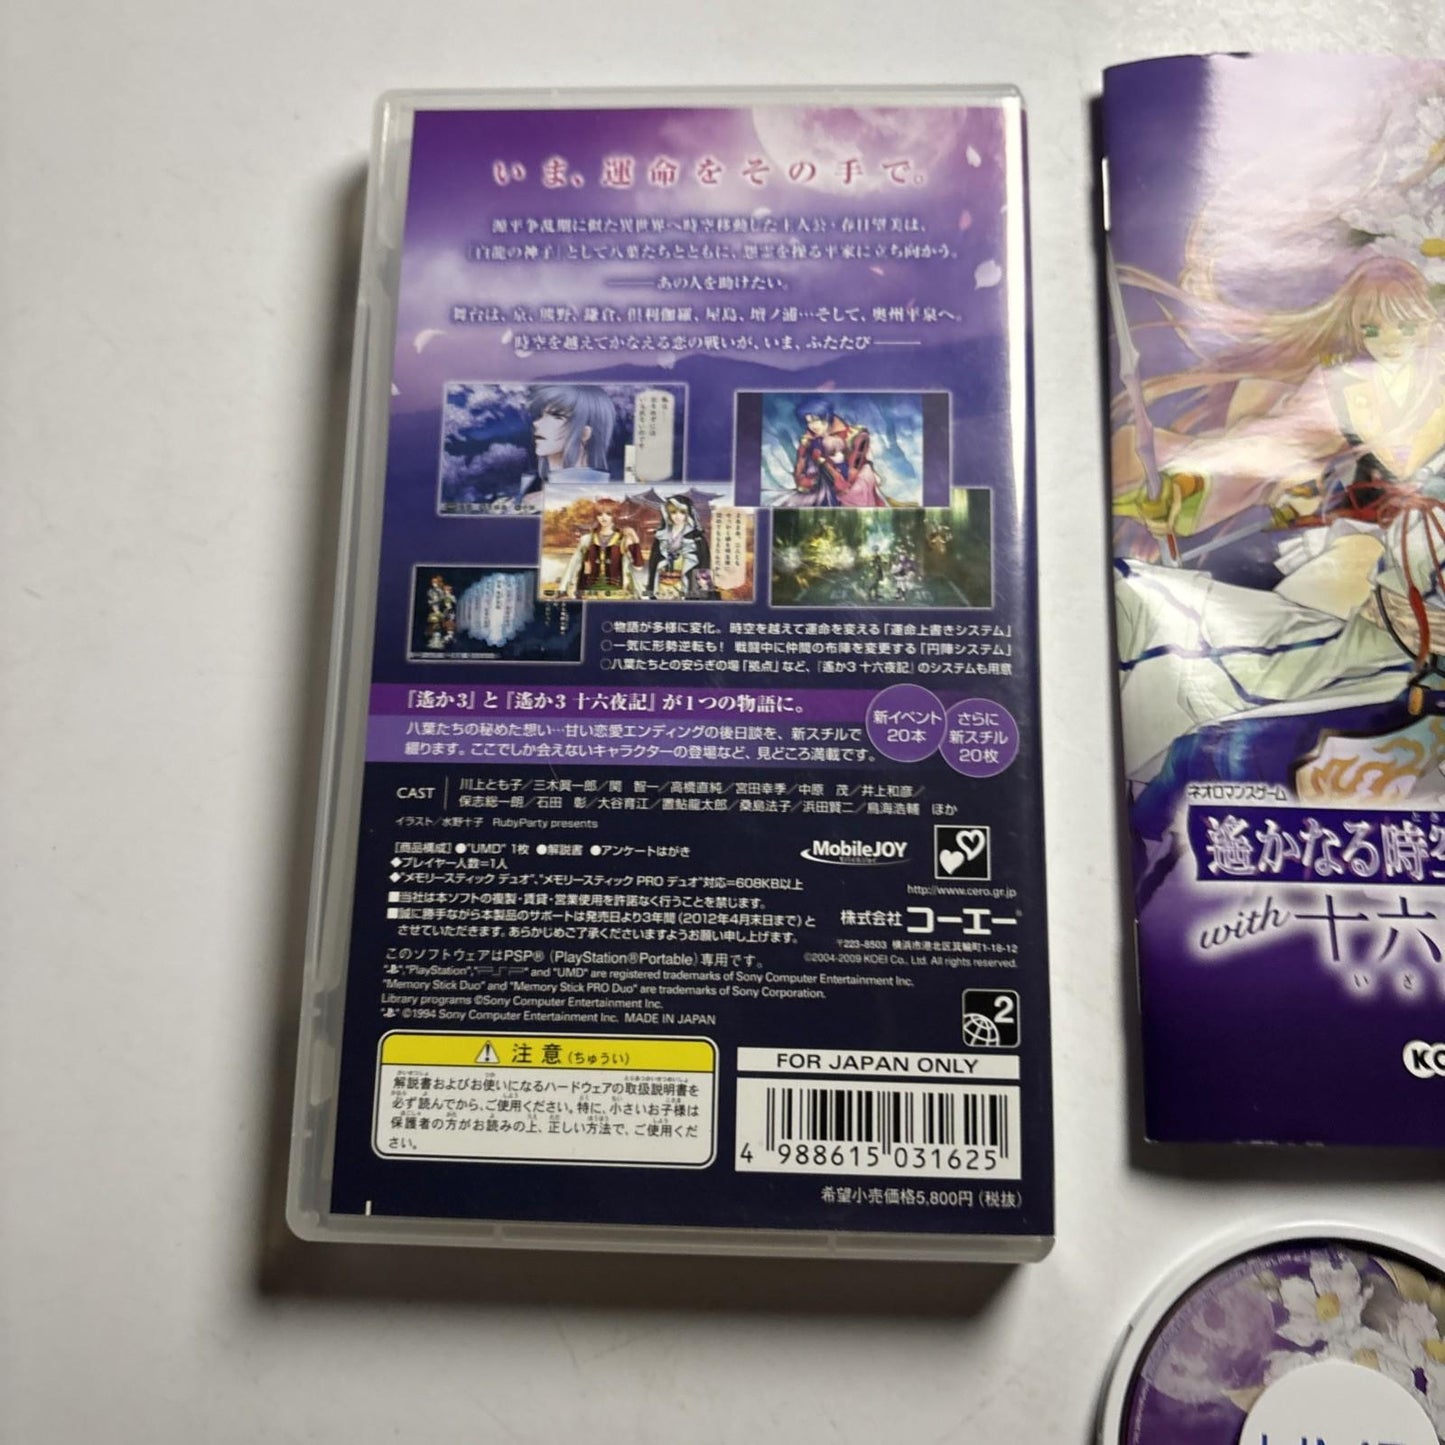 いま、運命をその手で。
源平争乱期に似た異世界へ時空移動した主人公・春日望美は、
『白龍の神子』として八葉たちとともに、怨霊を操る平家に立ち向かう。
――あの人を助けたい。
舞台は、京、熊野、鎌倉、倶利伽羅、屋島、壇ノ浦…そして、奥州平泉へ。
時空を越えてかなえる恋の戦いが、いま、ふたたび――
○物語が多様に変化。時空を越えて運命を変える「運命上書きシステム」
○一気に形勢逆転も！戦闘中に仲間の布陣を変更する「円陣システム」
○八葉たちとの安らぎの場「拠点」など、『遙か3 十六夜記』のシステムも用意
『遙か3』と『遙か3 十六夜記』が1つの物語に。
八葉たちの秘めた想い…甘い恋愛エンディングの後日談を、新スチルで
綴ります。ここでしか会えないキャラクターの登場など、見どころ満載です。
新イベント
20本
さらに
新スチル
20枚
CAST
川上とも子／三木眞一郎／関 智一／高橋直純／宮田幸季／中原 茂／井上和彦／
保志総一朗／石田 彰／大谷育江／置鮎龍太郎／桑島法子／浜田賢二／鳥海浩輔 ほか
イラスト／水野十子 RubyParty presents
[商品構成] ●"UMD" 1枚 ●解説書 ●アンケートはがき
◆プレイヤー人数=1人
◆"メモリースティック デュオ"、"メモリースティック PRO デュオ"対応=608KB以上
■当社は本ソフトの複製・賃貸・営業使用を許諾なく行うことを禁じます。
■誠に勝手ながら本製品のサポートは発売日より3年間(2012年4月末日まで)と
させていただきます。あらかじめご了承くださいますようお願い申し上げます。
MobileJOY
http://www.cero.gr.jp
株式会社コーエー
〒223-8503 横浜市港北区箕輪町1-18-12
©2004-2009 KOEI Co., Ltd. All rights reserved.
このソフトウェアはPSP®(PlayStation®Portable)専用です。
"PlayStation", and "UMD" are registered trademarks of Sony Computer Entertainment Inc.
"Memory Stick Duo" and "Memory Stick PRO Duo" are trademarks of Sony Corporation.
Library programs ©Sony Computer Entertainment Inc.
©1994 Sony Computer Entertainment Inc. MADE IN JAPAN
2
注意(ちゅうい)
解説書およびお使いになるハードウェアの取扱説明書を
必ず読んでから、ご使用ください。特に、小さいお子様は
保護者の方がお読みの上、正しい方法で、ご使用くだ
さい。
FOR JAPAN ONLY
4 988615 031625
希望小売価格5,800円(税抜)
ネオロマンスゲーム
遙かなる時空
with 十六
いざ
KO